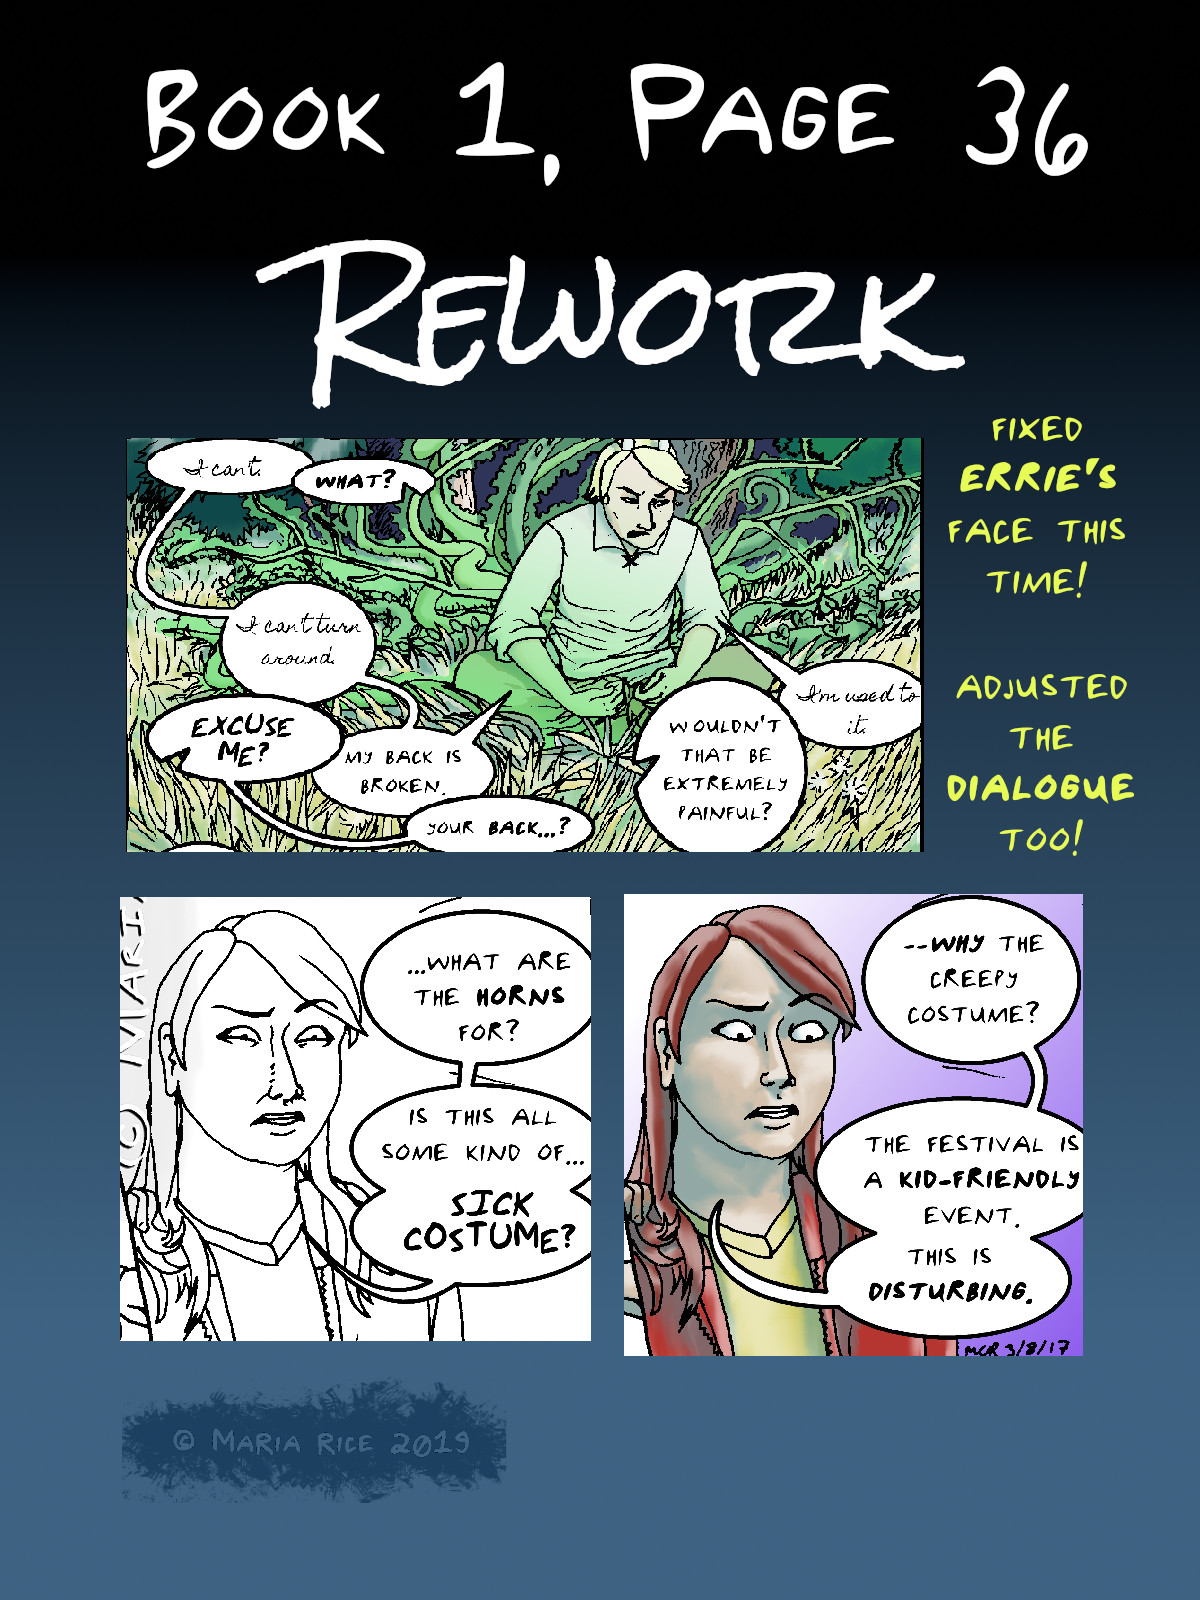 BOOK 1, PAGE 36
REWORK
FIXED
ERRIE'S
FACE THIS
TIME!
ADJUSTED
THE
DIALOGUE
TOO!
I can't.
WHAT?
I can't turn
around.
EXCUSE
ME?
MY BACK IS
BROKEN.
YOUR BACK...?
WOULDN'T
THAT BE
EXTREMELY
PAINFUL?
I'm used to
it.
© MARI
...WHAT ARE
THE HORNS
FOR?
IS THIS ALL
SOME KIND OF...
SICK
COSTUME?
--WHY THE
CREEPY
COSTUME?
THE FESTIVAL IS
A KID-FRIENDLY
EVENT.
THIS IS
DISTURBING.
MCR 3/8/17
© MARIA RICE 2019